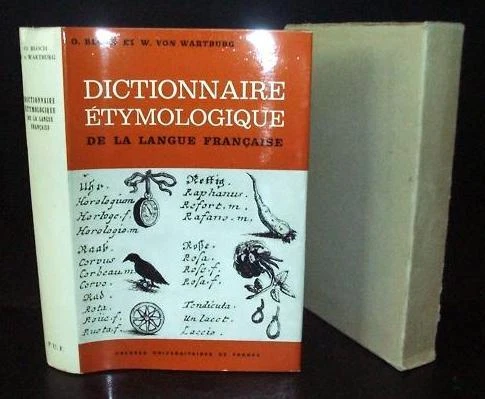 O. BLOCH ET W. VON WARTBURG
DICTIONNAIRE
ÉTYMOLOGIQUE
DE LA LANGUE FRANÇAISE
Uhr.
Horologium
Horloge. f.
Horologio. m
Raab.
Corvus
Corbeau. m
Corvo.
Rad.
Rota.
Roue. f.
Ruota. f.
Rettig.
Raphanus.
Refort. m.
Rafano. m.
Rose.
Rosa.
Rose. f.
Rosa. f.
Tendicula.
Un lacet.
Laccio.
PRESSES UNIVERSITAIRES DE FRANCE
O. BLOCH
WARTBURG
DICTIONNAIRE
ÉTYMOLOGIQUE
DE LA LANGUE
FRANÇAISE
P. U. F.